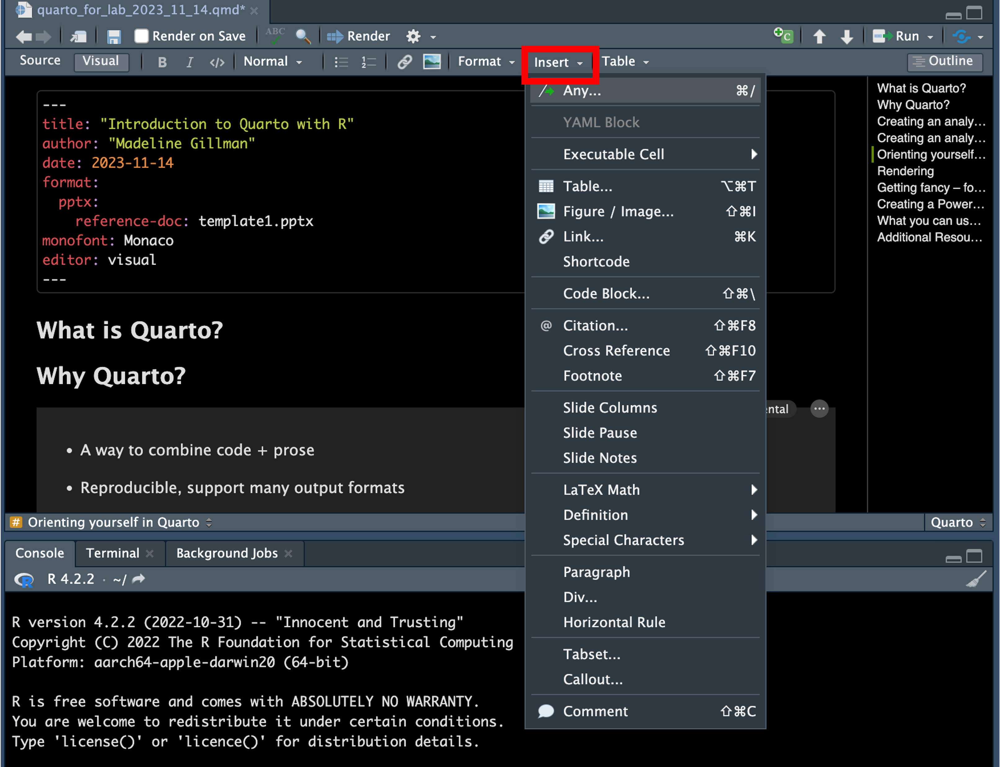 quarto_for_lab_2023_11_14.qmd*
Render on Save
ABC
Render
C
Run
Source
Visual
B
I
</>
Normal
1
2
Format
Insert
Table
Outline
---
title: "Introduction to Quarto with R"
author: "Madeline Gillman"
date: 2023-11-14
format:
pptx:
reference-doc: template1.pptx
monofont: Monaco
editor: visual
---
What is Quarto?
Why Quarto?
ental
• A way to combine code + prose
• Reproducible, support many output formats
Any... ⌘/
YAML Block
Executable Cell
Table... ⌥⌘T
Figure / Image... ⇧⌘I
Link... ⌘K
Shortcode
Code Block... ⇧⌘\
@ Citation... ⇧⌘F8
Cross Reference ⇧⌘F10
Footnote ⇧⌘F7
Slide Columns
Slide Pause
Slide Notes
LaTeX Math
Definition
Special Characters
Paragraph
Div...
Horizontal Rule
Tabset...
Callout...
Comment ⇧⌘C
What is Quarto?
Why Quarto?
Creating an analy...
Creating an analy...
Orienting yourself...
Rendering
Getting fancy – fo...
Creating a Power...
What you can us...
Additional Resou...
# Orienting yourself in Quarto
Quarto
Console
Terminal
Background Jobs
R R 4.2.2 · ~/
R version 4.2.2 (2022-10-31) -- "Innocent and Trusting"
Copyright (C) 2022 The R Foundation for Statistical Computing
Platform: aarch64-apple-darwin20 (64-bit)
R is free software and comes with ABSOLUTELY NO WARRANTY.
You are welcome to redistribute it under certain conditions.
Type 'license()' or 'licence()' for distribution details.